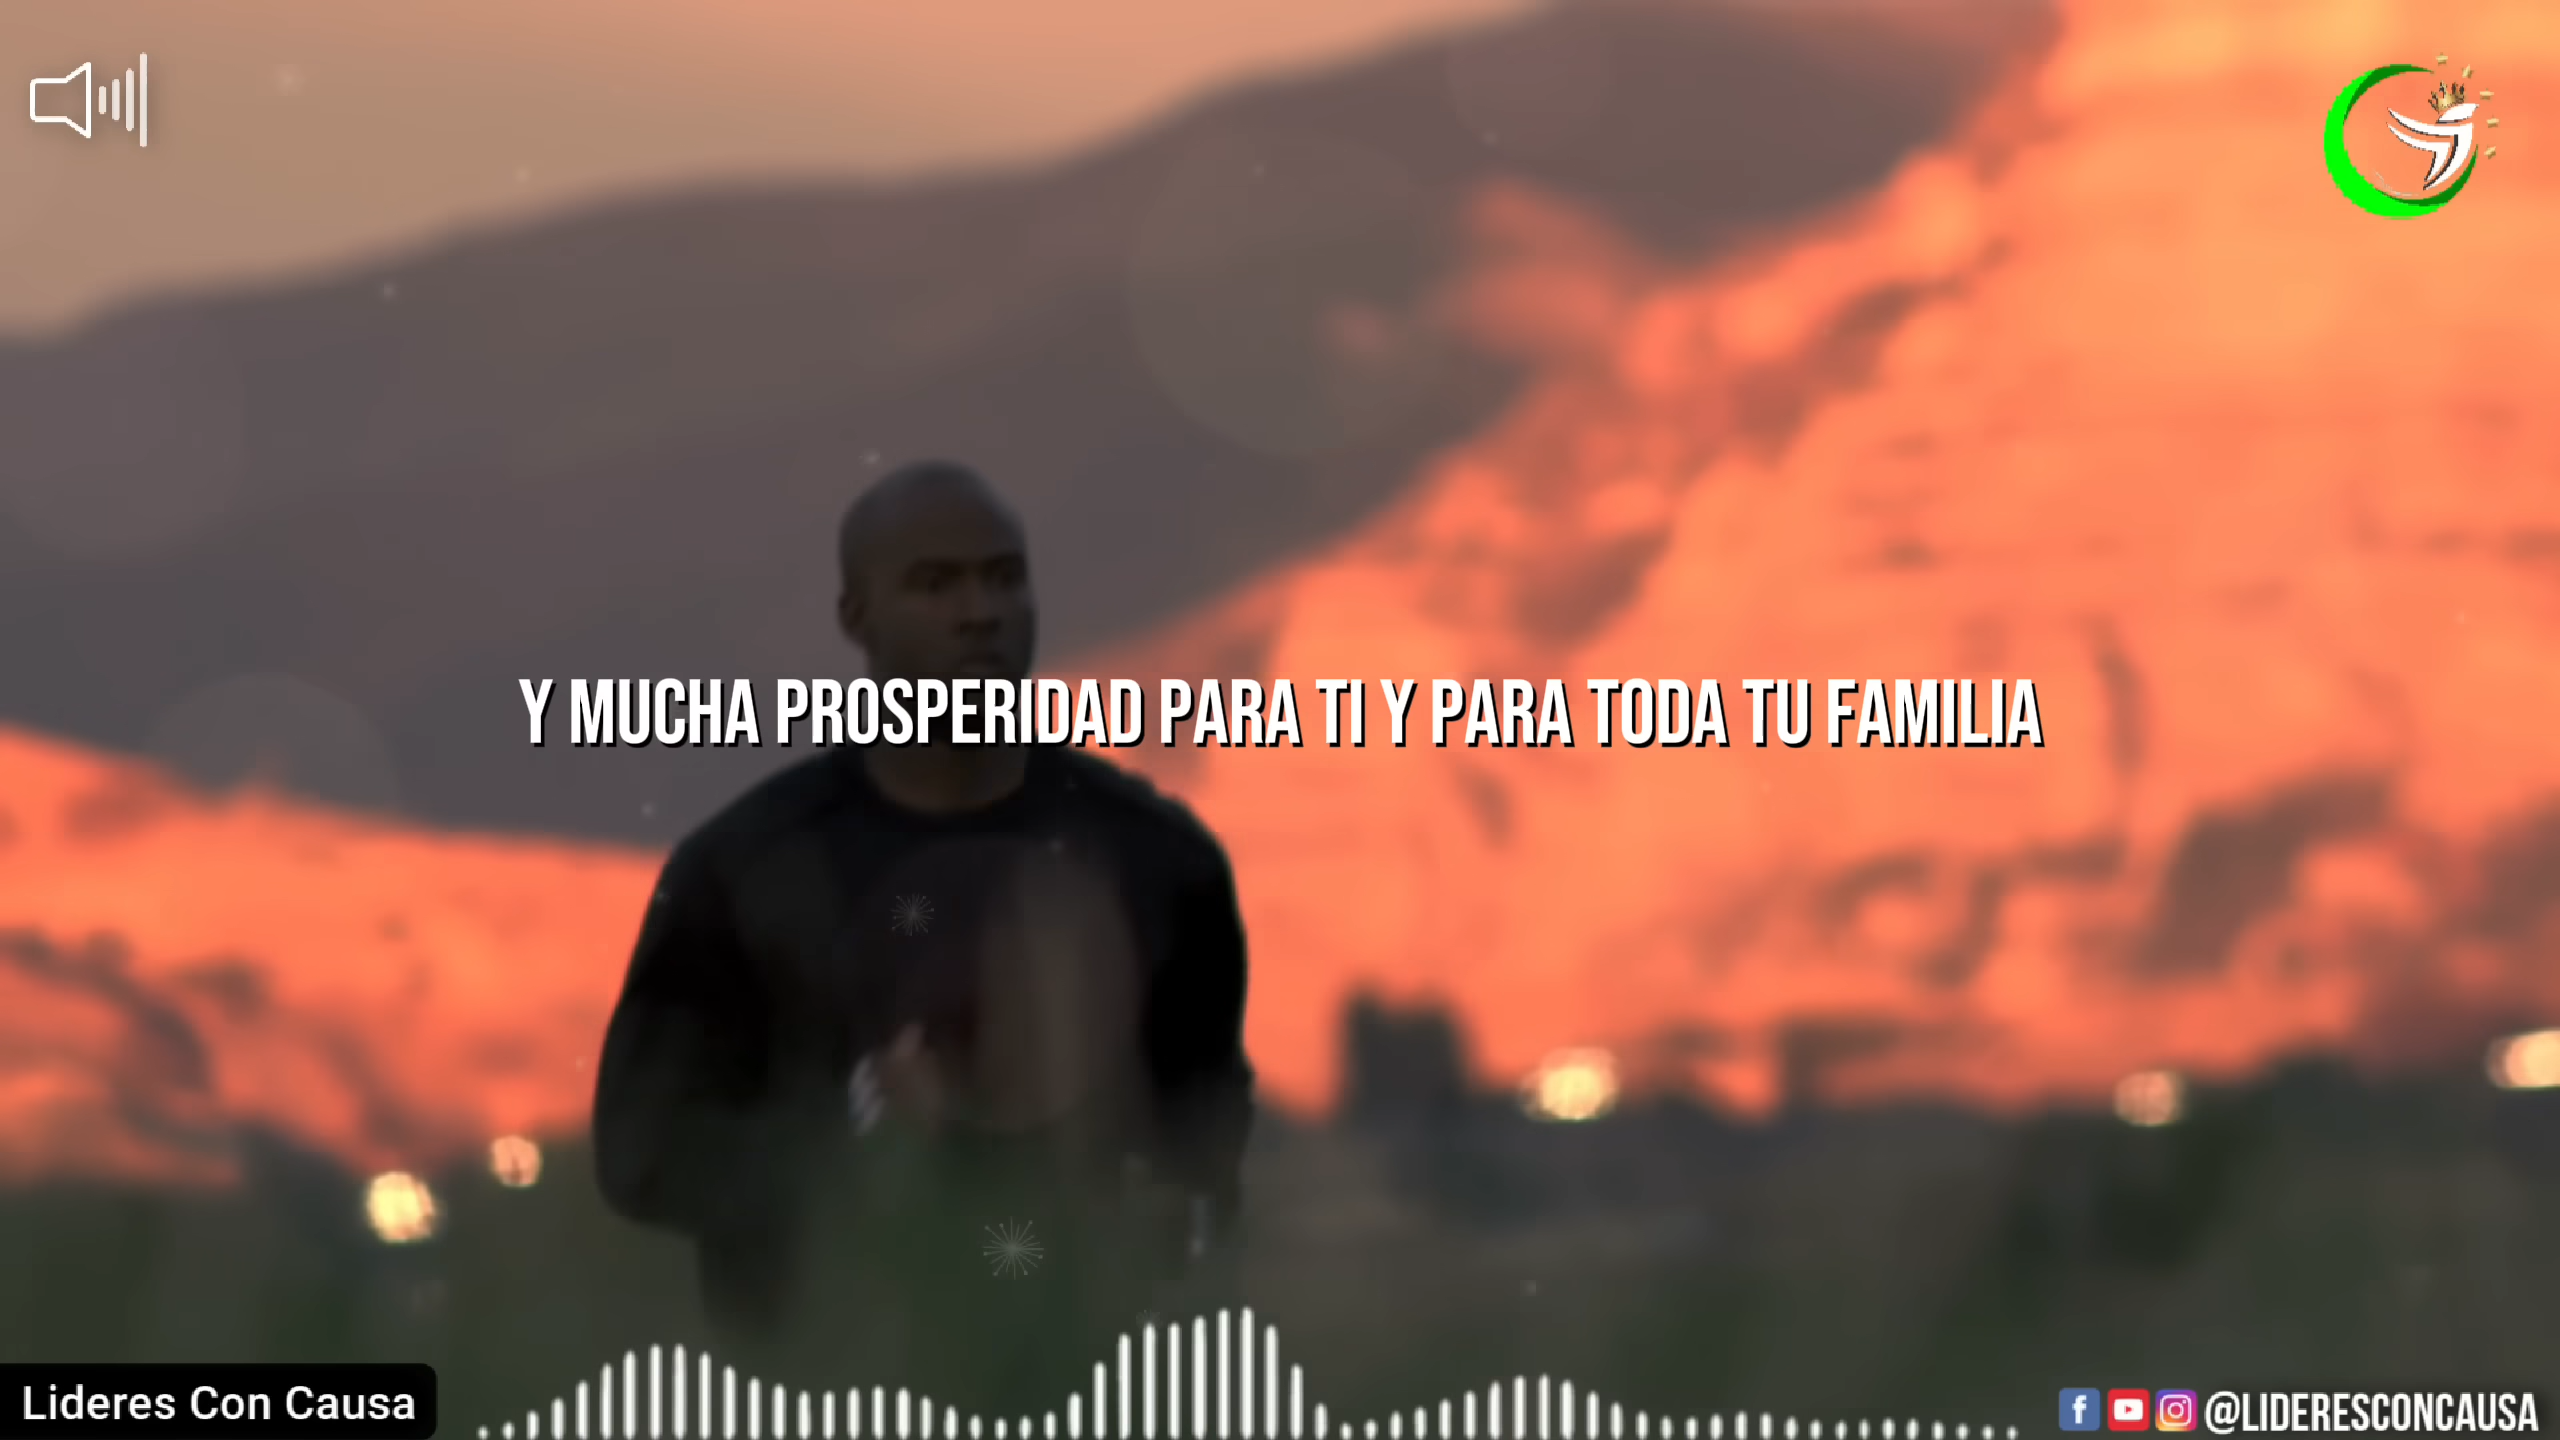 Y MUCHA PROSPERIDAD PARA TI Y PARA TODA TU FAMILIA
Lideres Con Causa
@LIDERESCONCAUSA